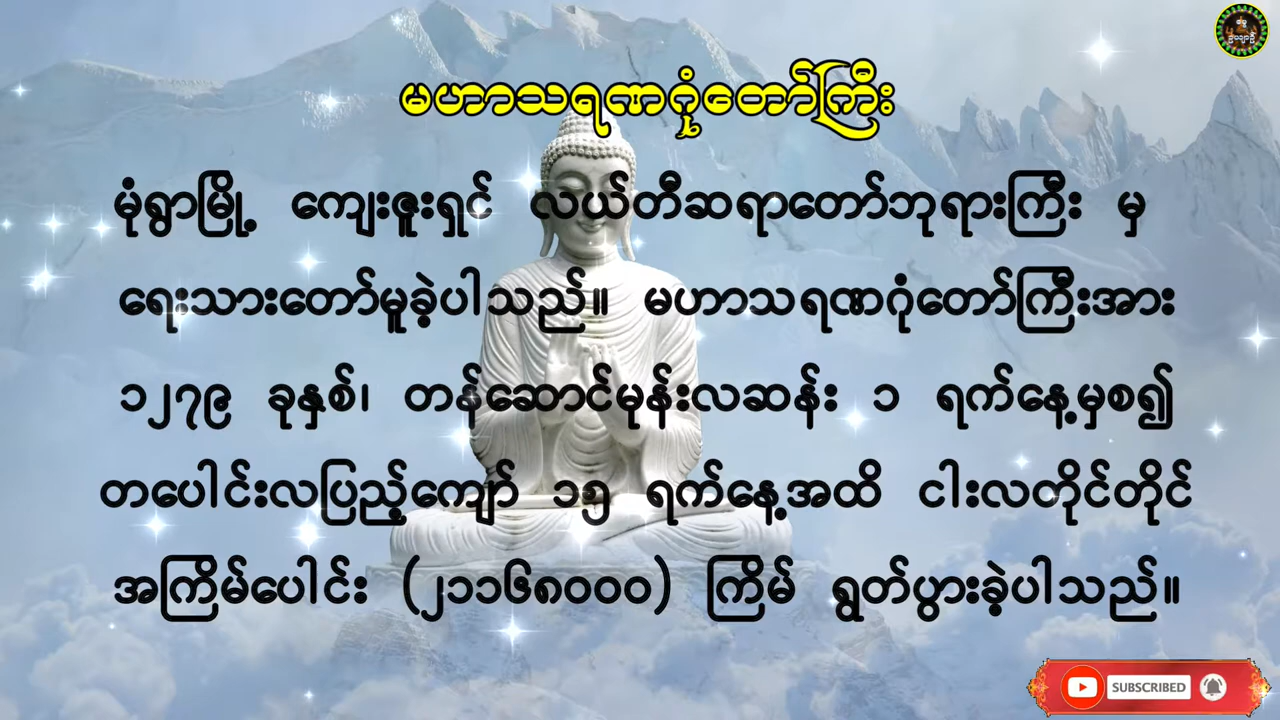 မဟာသရဏဂုံတော်ကြီး
မုံရွာမြို့ ကျေးဇူးရှင် လယ်တီဆရာတော်ဘုရားကြီး မှ
ရေးသားတော်မူခဲ့ပါသည်။ မဟာသရဏဂုံတော်ကြီးအား
၁၂၇၉ ခုနှစ်၊ တန်ဆောင်မုန်းလဆန်း ၁ ရက်နေ့မှစ၍
တပေါင်းလပြည့်ကျော် ၁၅ ရက်နေ့အထိ ငါးလတိုင်တိုင်
အကြိမ်ပေါင်း (၂၁၁၆၈၀၀၀) ကြိမ် ရွတ်ပွားခဲ့ပါသည်။
SUBSCRIBED